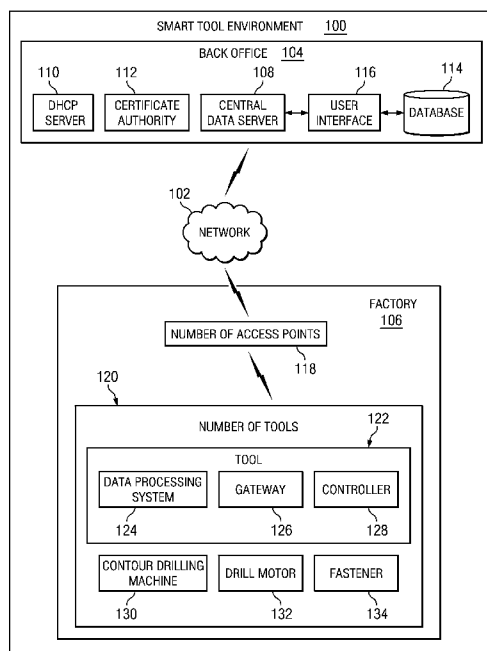 SMART TOOL ENVIRONMENT 100
BACK OFFICE 104
110
112
108
116
114
DHCP
SERVER
CERTIFICATE
AUTHORITY
CENTRAL
DATA SERVER
USER
INTERFACE
DATABASE
102
NETWORK
FACTORY
106
NUMBER OF ACCESS POINTS
118
120
NUMBER OF TOOLS
122
TOOL
DATA PROCESSING
SYSTEM
GATEWAY
CONTROLLER
124
126
128
CONTOUR DRILLING
MACHINE
DRILL MOTOR
FASTENER
130
132
134